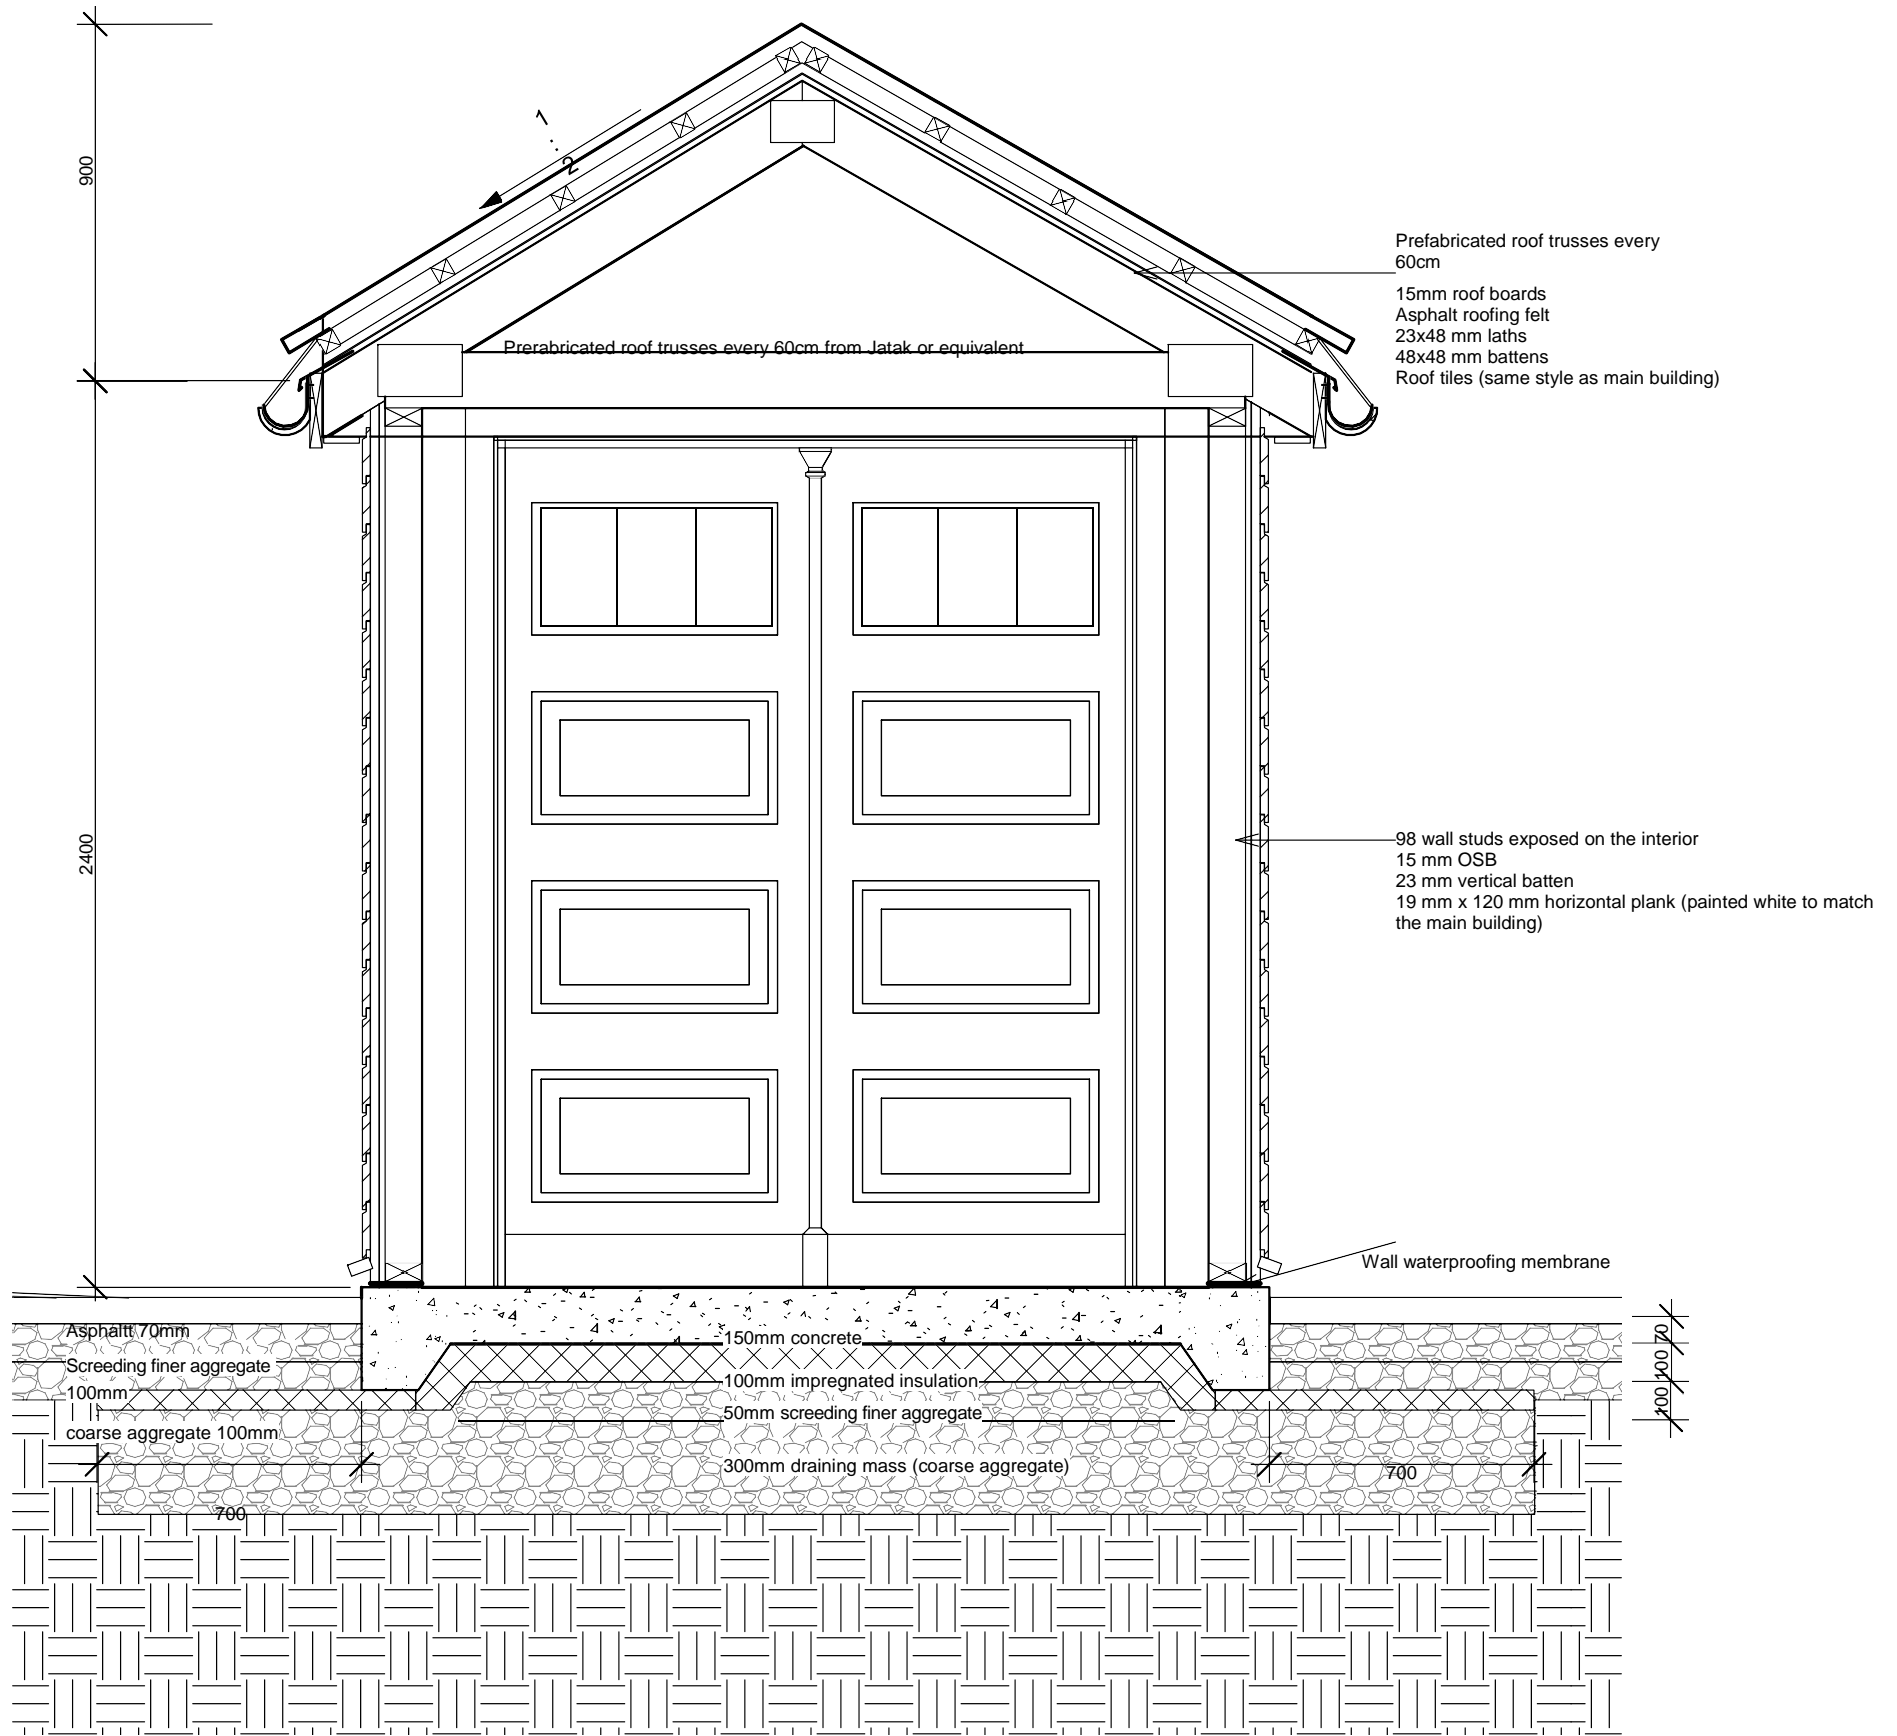 900
1
:
2
Prefabricated roof trusses every
60cm
15mm roof boards
Asphalt roofing felt
23x48 mm laths
48x48 mm battens
Roof tiles (same style as main building)
Prerabricated roof trusses every 60cm from Jatak or equivalent
2400
98 wall studs exposed on the interior
15 mm OSB
23 mm vertical batten
19 mm x 120 mm horizontal plank (painted white to match
the main building)
Wall waterproofing membrane
Asphaltt 70mm
Screeding finer aggregate
100mm
coarse aggregate 100mm
150mm concrete
100mm impregnated insulation
50mm screeding finer aggregate
300mm draining mass (coarse aggregate)
70
100
100
700
700